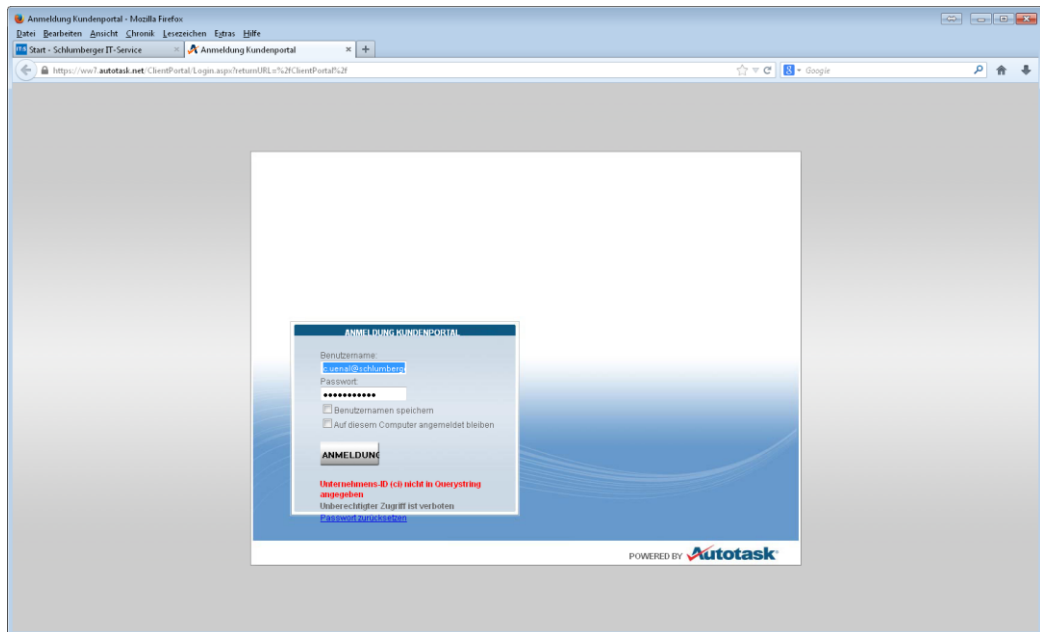 Anmeldung Kundenportal - Mozilla Firefox
Datei Bearbeiten Ansicht Chronik Lesezeichen Extras Hilfe
Start - Schlumberger IT-Service × Anmeldung Kundenportal × +
https://ww7.autotask.net/ClientPortal/Login.aspx?returnURL=%2fClientPortal%2f Google
ANMELDUNG KUNDENPORTAL
Benutzername:
c.uenal@schlumberg
Passwort:
Benutzernamen speichern
Auf diesem Computer angemeldet bleiben
ANMELDUNG
Unternehmens-ID (ci) nicht in Querystring
angegeben
Unberechtigter Zugriff ist verboten
Passwort zurücksetzen
POWERED BY Autotask